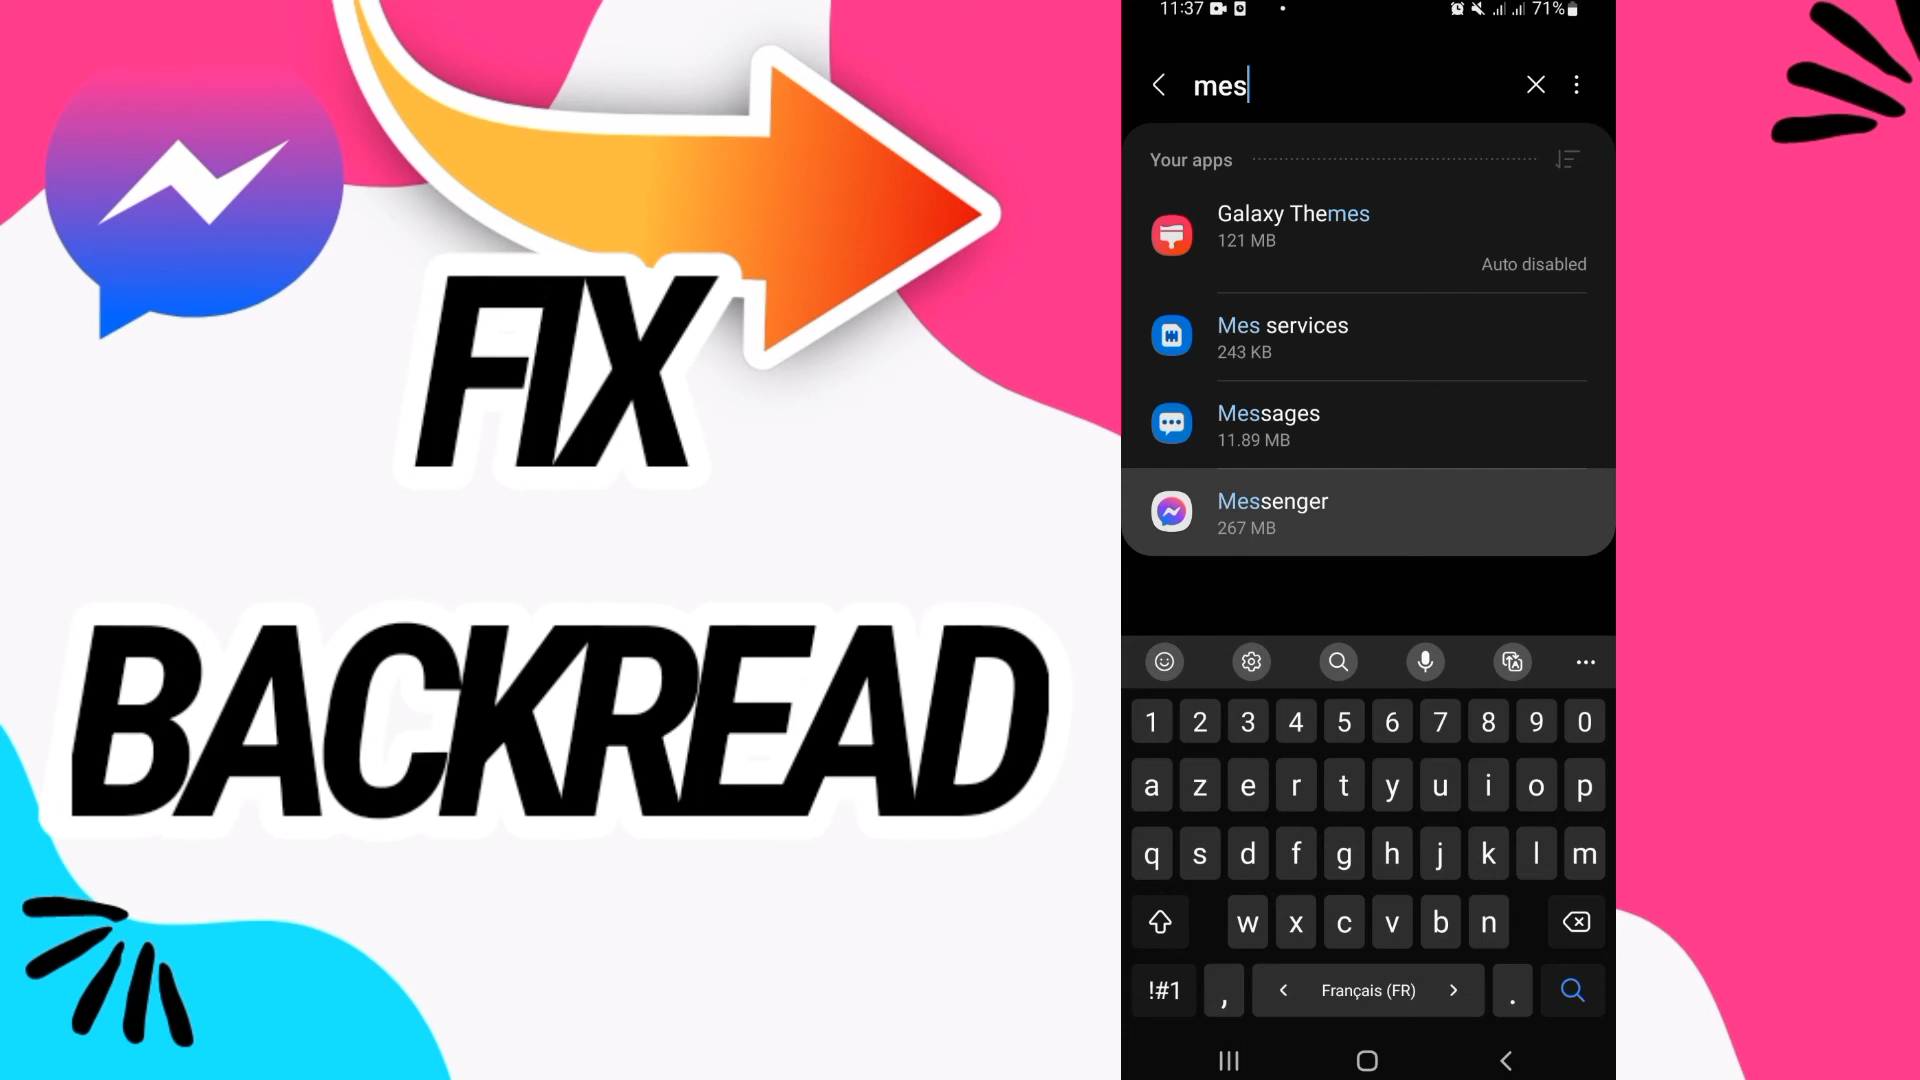 FIX
BACKREAD
11:37
71%
mes
Your apps
Galaxy Themes
121 MB
Auto disabled
Mes services
243 KB
Messages
11.89 MB
Messenger
267 MB
1 2 3 4 5 6 7 8 9 0
a z e r t y u i o p
q s d f g h j k l m
w x c v b n
!#1 , < Français (FR) > .